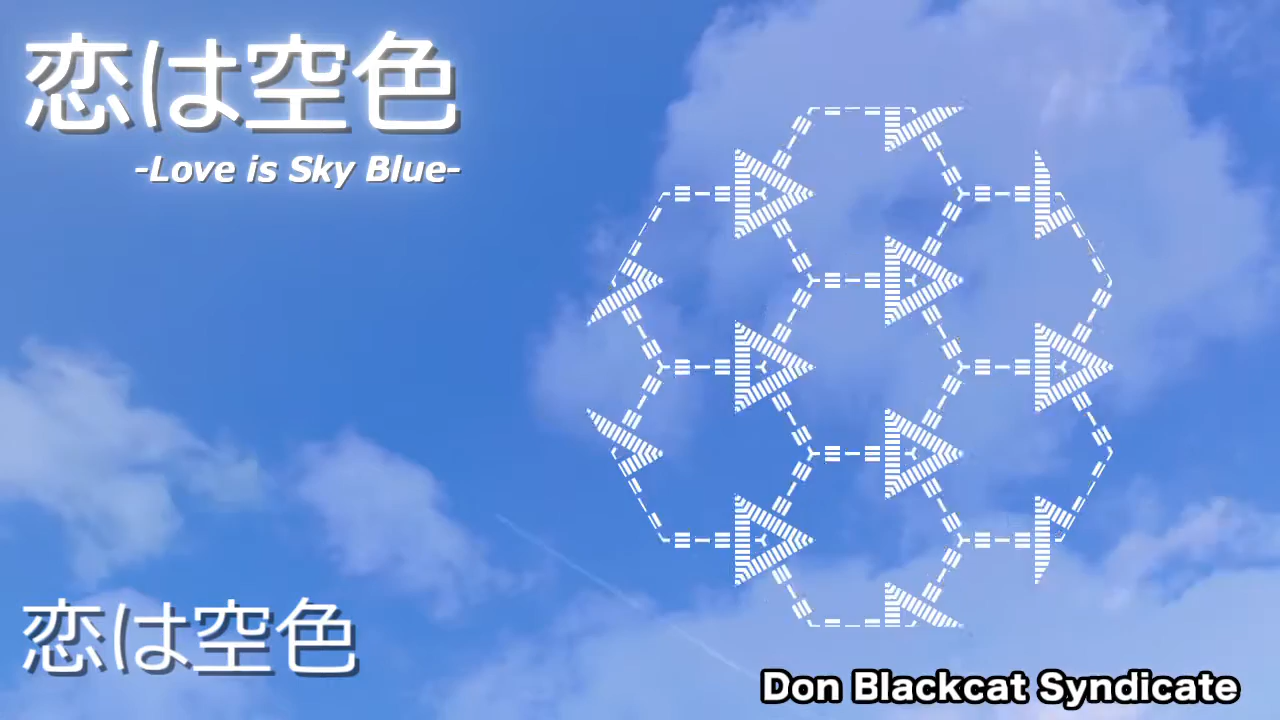 恋は空色
-Love is Sky Blue-
恋は空色
Don Blackcat Syndicate